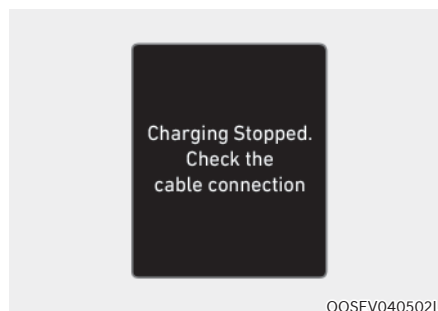 Charging Stopped.
Check the
cable connection
OOSEV040502L